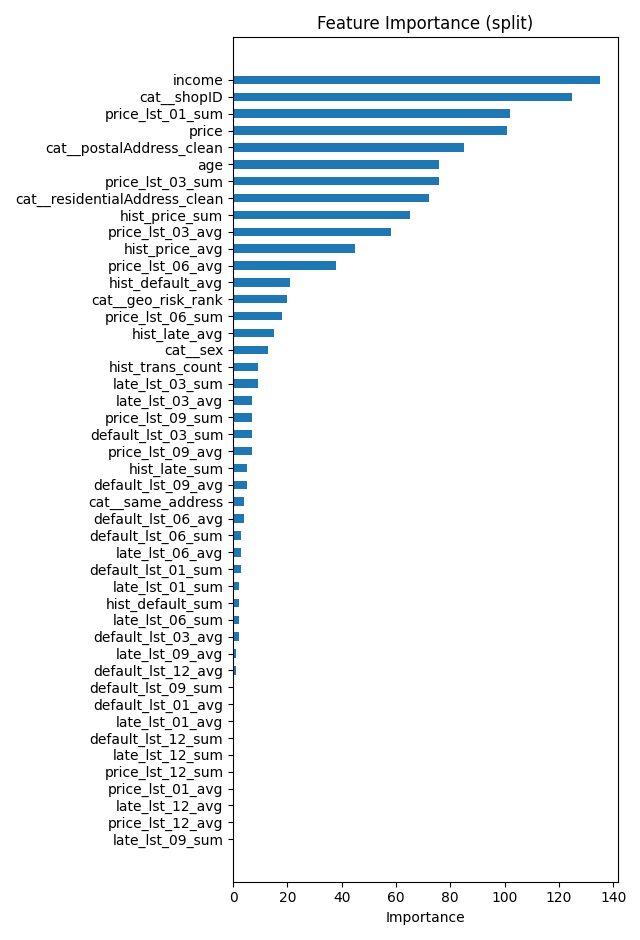 Feature Importance (split)
income
cat__shopID
price_lst_01_sum
price
cat__postalAddress_clean
age
price_lst_03_sum
cat__residentialAddress_clean
hist_price_sum
price_lst_03_avg
hist_price_avg
price_lst_06_avg
hist_default_avg
cat__geo_risk_rank
price_lst_06_sum
hist_late_avg
cat__sex
hist_trans_count
late_lst_03_sum
late_lst_03_avg
price_lst_09_sum
default_lst_03_sum
price_lst_09_avg
hist_late_sum
default_lst_09_avg
cat__same_address
default_lst_06_avg
default_lst_06_sum
late_lst_06_avg
default_lst_01_sum
late_lst_01_sum
hist_default_sum
late_lst_06_sum
default_lst_03_avg
late_lst_09_avg
default_lst_12_avg
default_lst_09_sum
default_lst_01_avg
late_lst_01_avg
default_lst_12_sum
late_lst_12_sum
price_lst_12_sum
price_lst_01_avg
late_lst_12_avg
price_lst_12_avg
late_lst_09_sum
0 20 40 60 80 100 120 140
Importance